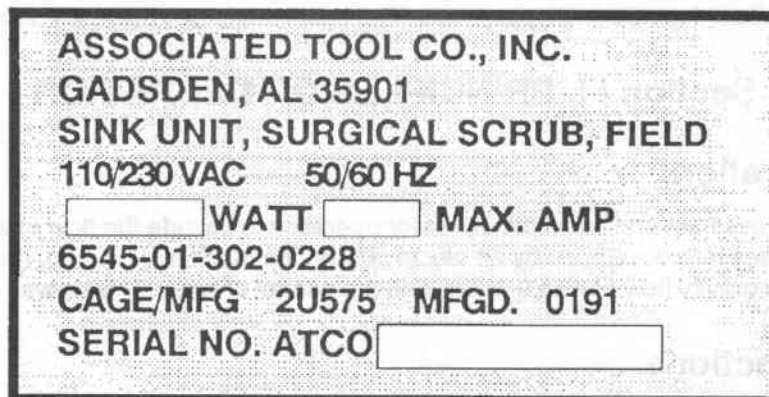 ASSOCIATED TOOL CO., INC.
GADSDEN, AL 35901
SINK UNIT, SURGICAL SCRUB, FIELD
110/230 VAC 50/60 HZ
WATT MAX. AMP
6545-01-302-0228
CAGE/MFG 2U575 MFGD. 0191
SERIAL NO. ATCO